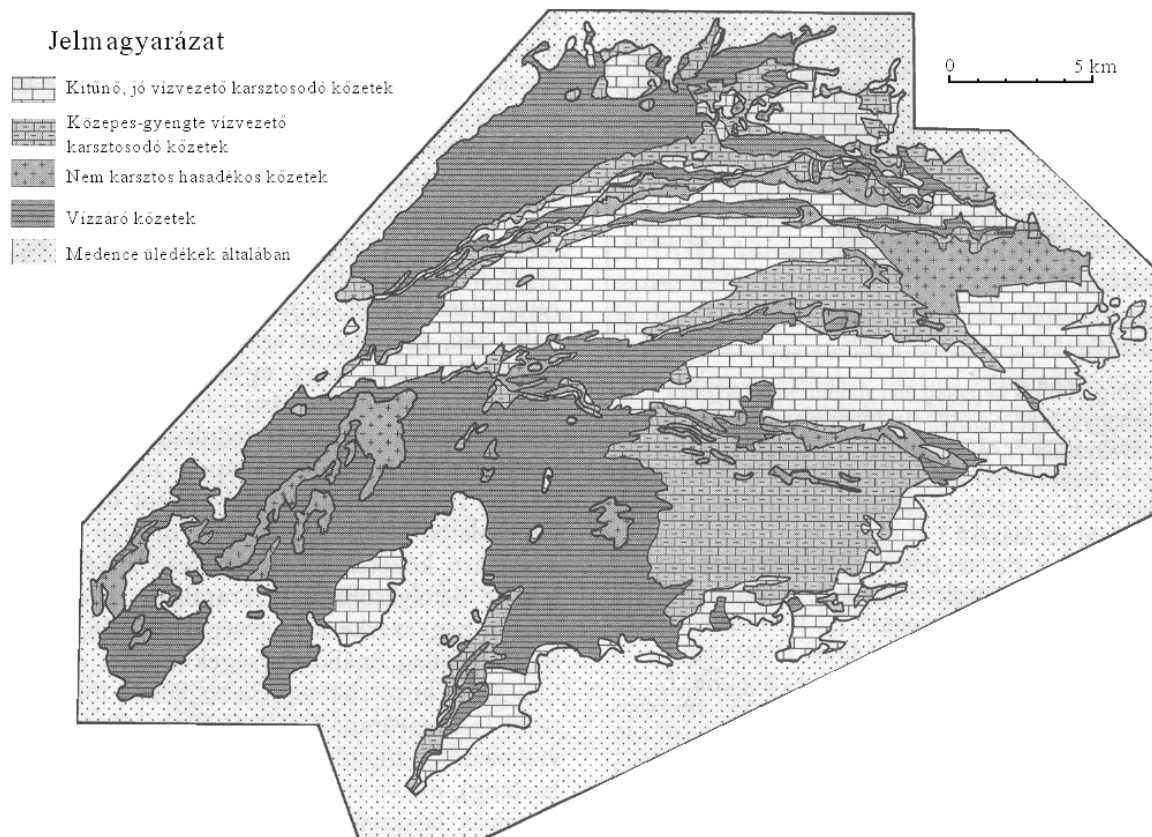 Jelmagyarázat
Kitűnő, jó vízvezető karsztosodó kőzetek
Közepes-gyengte vízvezető
karsztosodó kőzetek
Nem karsztos hasadékos kőzetek
Vízzáró kőzetek
Medence üledékek általában
0 5 km